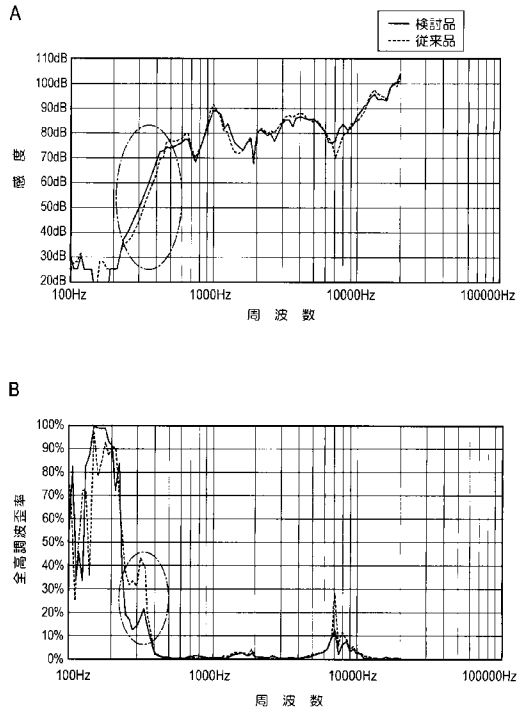 A
検討品
従来品
110dB
100dB
90dB
80dB
70dB
60dB
50dB
40dB
30dB
20dB
感度
100Hz
1000Hz
10000Hz
100000Hz
周波数
B
100%
90%
80%
70%
60%
50%
40%
30%
20%
10%
0%
全高調波歪率
100Hz
1000Hz
10000Hz
100000Hz
周波数